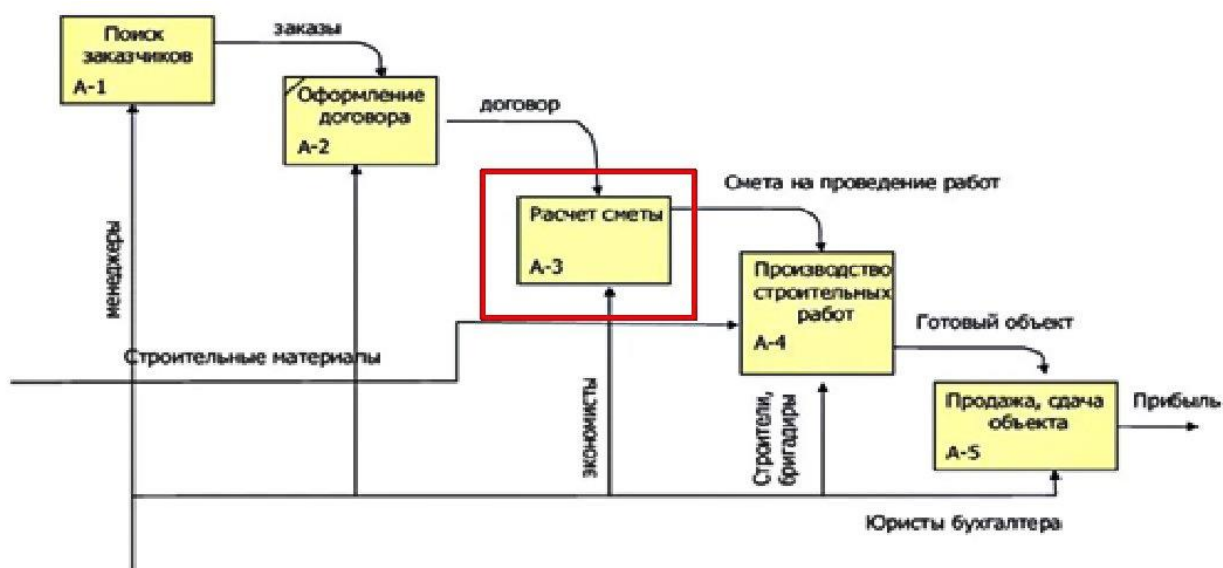 Поиск
заказчиков
А-1
заказы
Оформление
договора
А-2
договор
Расчет сметы
А-3
Смета на проведение работ
Производство
строительных
работ
А-4
Готовый объект
Продажа, сдача
объекта
А-5
Прибыль
менеджеры
Строительные материалы
экономисты
Строители,
бригадиры
Юристы бухгалтера